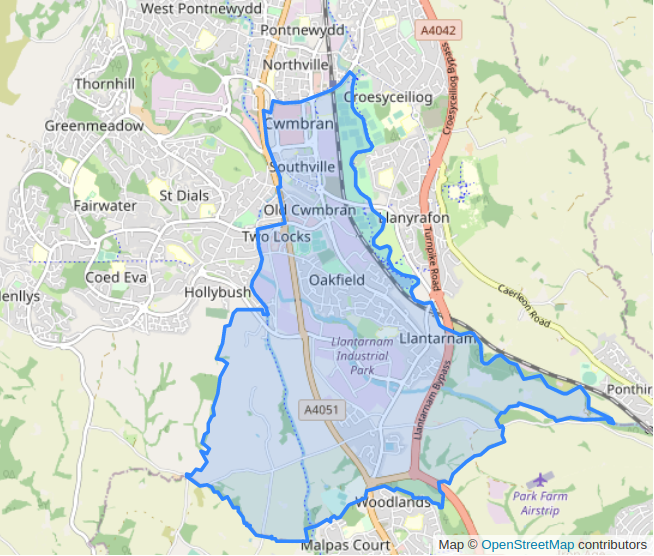 West Pontnewydd
Pontnewydd
A4042
Northville
Croesyceiliog Bypass
Thornhill
Croesyceiliog
Greenmeadow
Cwmbran
Southville
St Dials
Fairwater
Old Cwmbran
Llanyrafon
Two Locks
Turnpike Road
Coed Eva
Oakfield
Hollybush
Henllys
Caerleon Road
Llantarnam
Llantarnam
Industrial
Park
Ponthir
Llantarnam Bypass
A4051
Woodlands
Park Farm
Airstrip
Malpas Court
Map © OpenStreetMap contributors